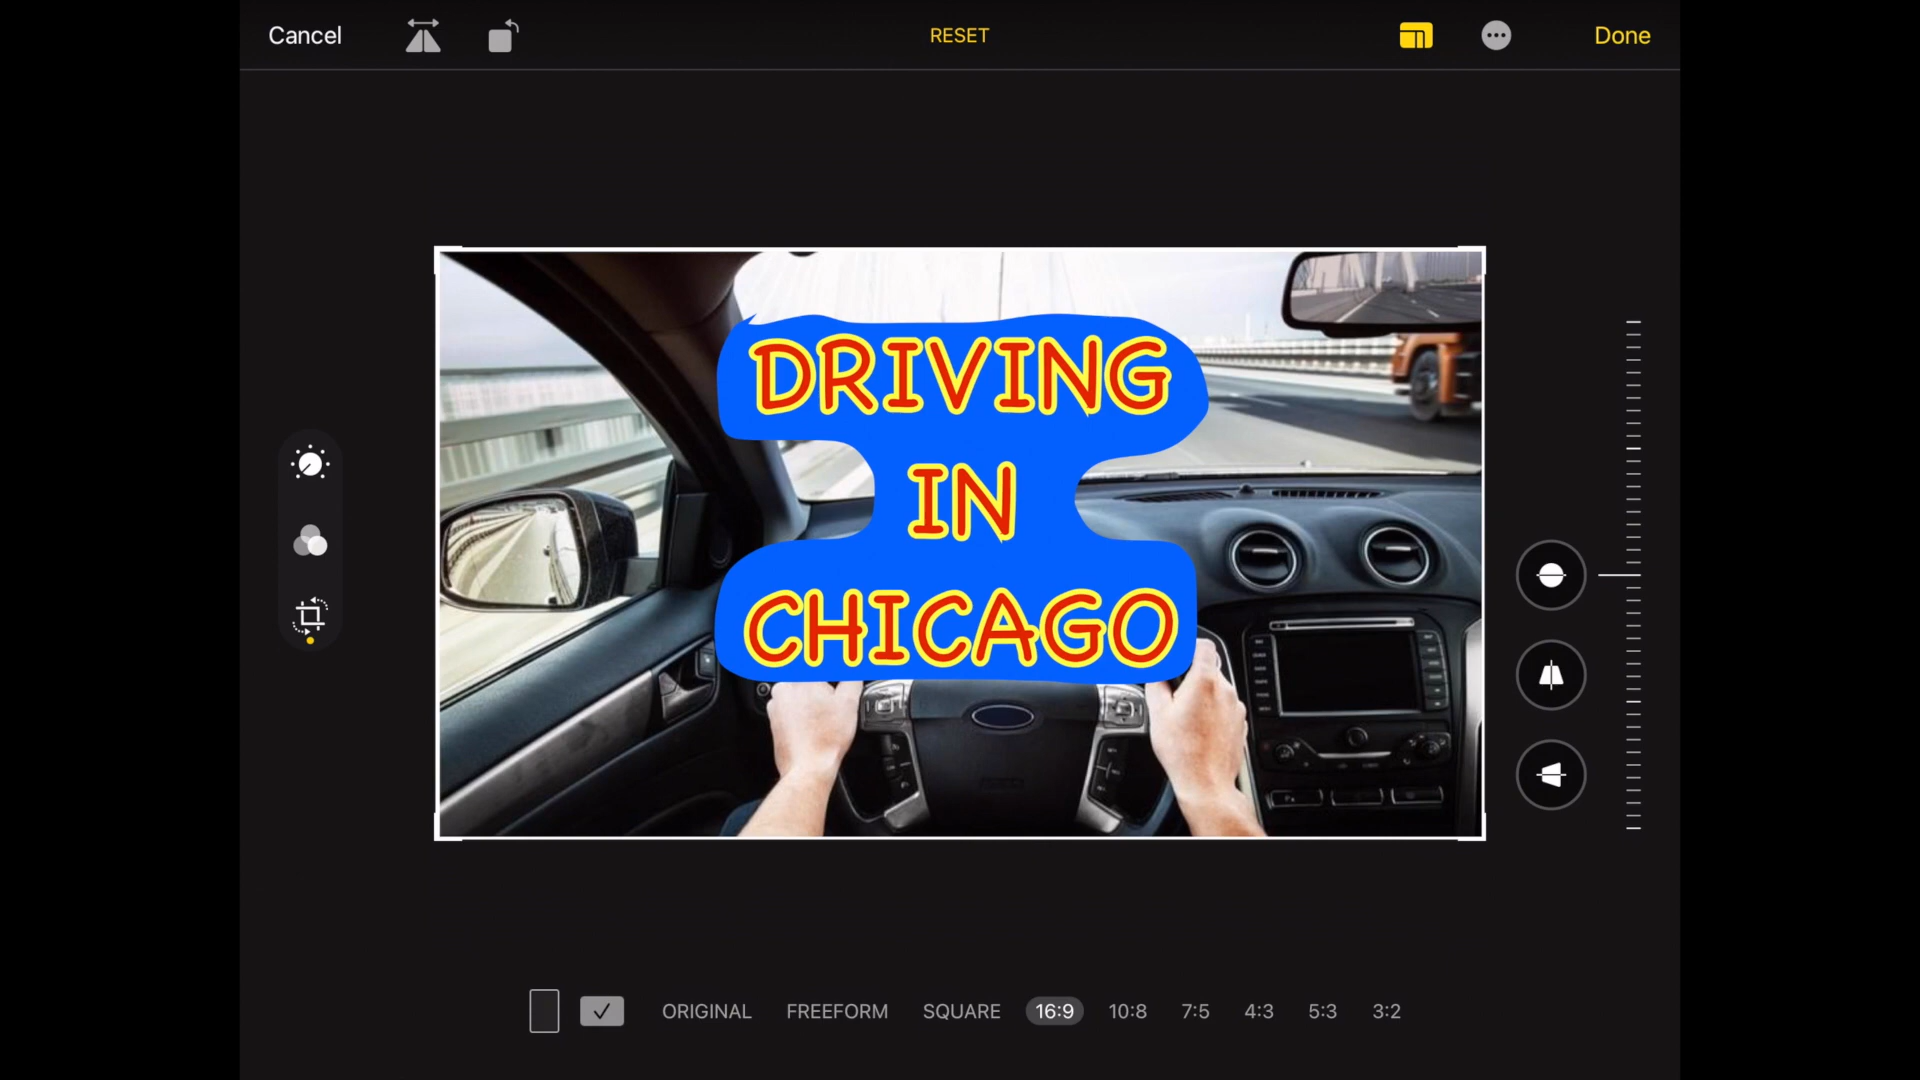 Cancel
RESET
Done
DRIVING
IN
CHICAGO
ORIGINAL FREEFORM SQUARE 16:9 10:8 7:5 4:3 5:3 3:2